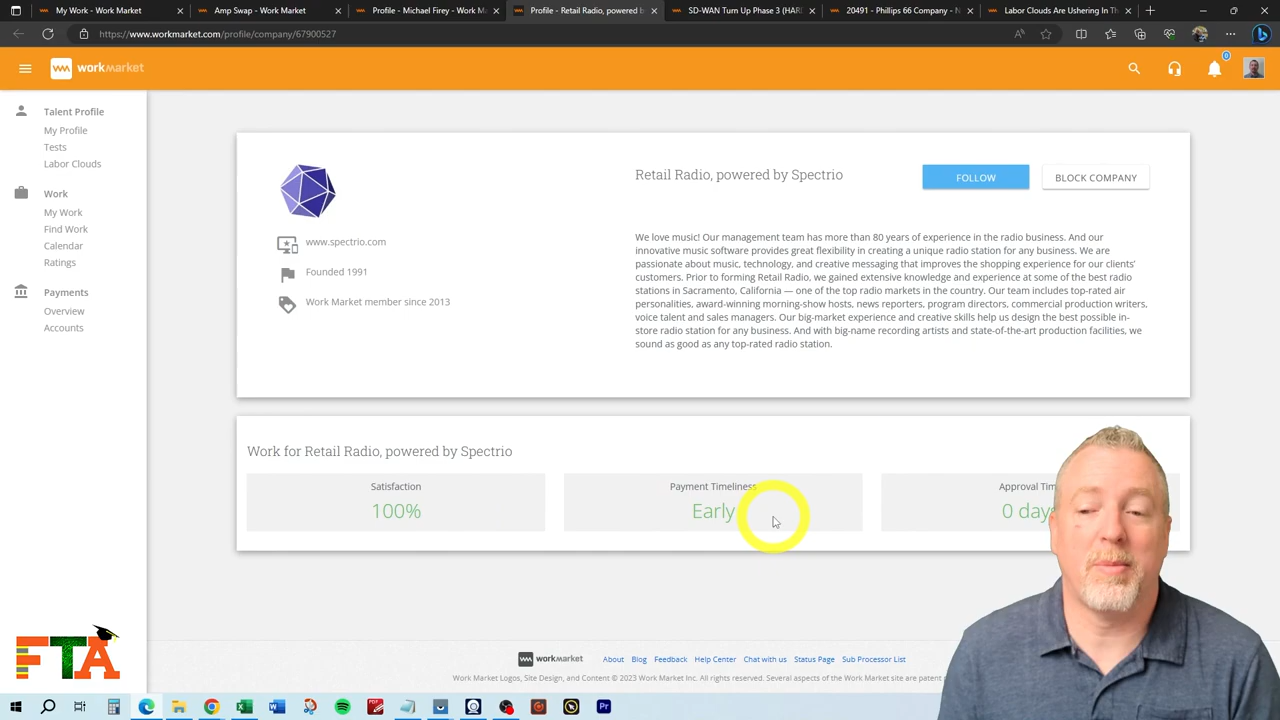 My Work - Work Market
Amp Swap - Work Market
Profile - Michael Firey - Work M
Profile - Retail Radio, powered b
SD-WAN Turn Up Phase 3 (HAR
20491 - Phillips 66 Company - N
Labor Clouds Are Ushering In Th
https://www.workmarket.com/profile/company/67900527
workmarket
0
Talent Profile
My Profile
Tests
Labor Clouds
Work
My Work
Find Work
Calendar
Ratings
Payments
Overview
Accounts
Retail Radio, powered by Spectrio
FOLLOW
BLOCK COMPANY
www.spectrio.com
Founded 1991
Work Market member since 2013
We love music! Our management team has more than 80 years of experience in the radio business. And our
innovative music software provides great flexibility in creating a unique radio station for any business. We are
passionate about music, technology, and creative messaging that improves the shopping experience for our clients'
customers. Prior to forming Retail Radio, we gained extensive knowledge and experience at some of the best radio
stations in Sacramento, California — one of the top radio markets in the country. Our team includes top-rated air
personalities, award-winning morning-show hosts, news reporters, program directors, commercial production writers,
voice talent and sales managers. Our big-market experience and creative skills help us design the best possible in-
store radio station for any business. And with big-name recording artists and state-of-the-art production facilities, we
sound as good as any top-rated radio station.
Work for Retail Radio, powered by Spectrio
Satisfaction
100%
Payment Timeliness
Early
Approval Tim
0 day
FTA
workmarket
About Blog Feedback Help Center Chat with us Status Page Sub Processor List
Work Market Logos, Site Design, and Content © 2023 Work Market Inc. All rights reserved. Several aspects of the Work Market site are patent
PDF
Pr